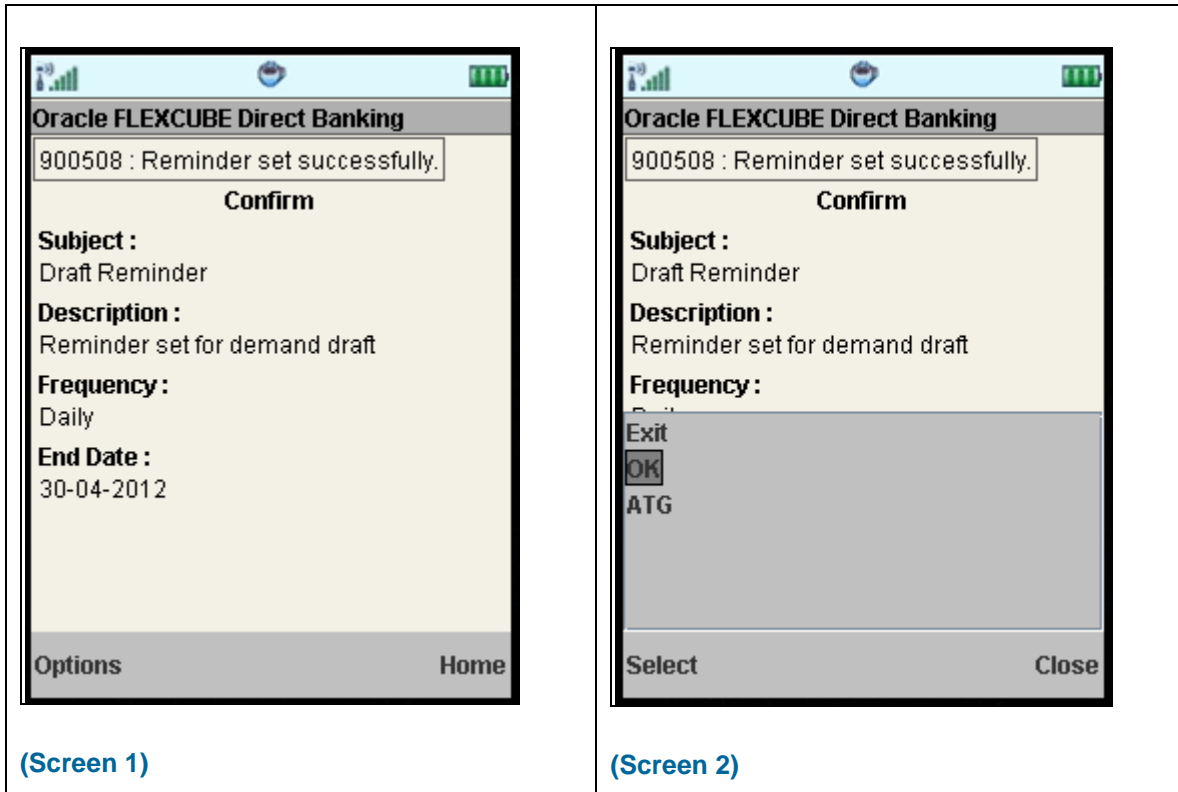 Oracle FLEXCUBE Direct Banking
900508 : Reminder set successfully.
Confirm
Subject :
Draft Reminder
Description :
Reminder set for demand draft
Frequency :
Daily
End Date :
30-04-2012
Options Home
(Screen 1)
Oracle FLEXCUBE Direct Banking
900508 : Reminder set successfully.
Confirm
Subject :
Draft Reminder
Description :
Reminder set for demand draft
Frequency :
Exit
OK
ATG
Select Close
(Screen 2)